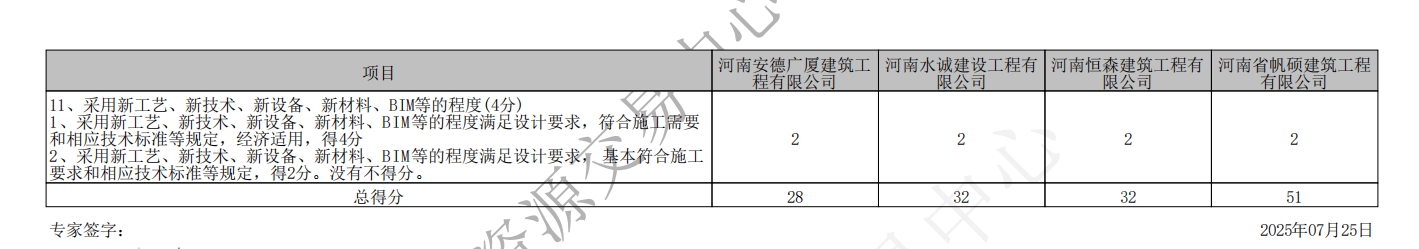 项目
河南安德广厦建筑工程有限公司
河南水诚建设工程有限公司
河南恒森建筑工程有限公司
河南省帆硕建筑工程有限公司
11、采用新工艺、新技术、新设备、新材料、BIM等的程度(4分)
1、采用新工艺、新技术、新设备、新材料、BIM等的程度满足设计要求，符合施工需要
和相应技术标准等规定，经济适用，得4分
2、采用新工艺、新技术、新设备、新材料、BIM等的程度满足设计要求， 基本符合施工
要求和相应技术标准等规定，得2分。没有不得分。
2
2
2
2
总得分
28
32
32
51
专家签字：
2025年07月25日
资源交易中心
中心